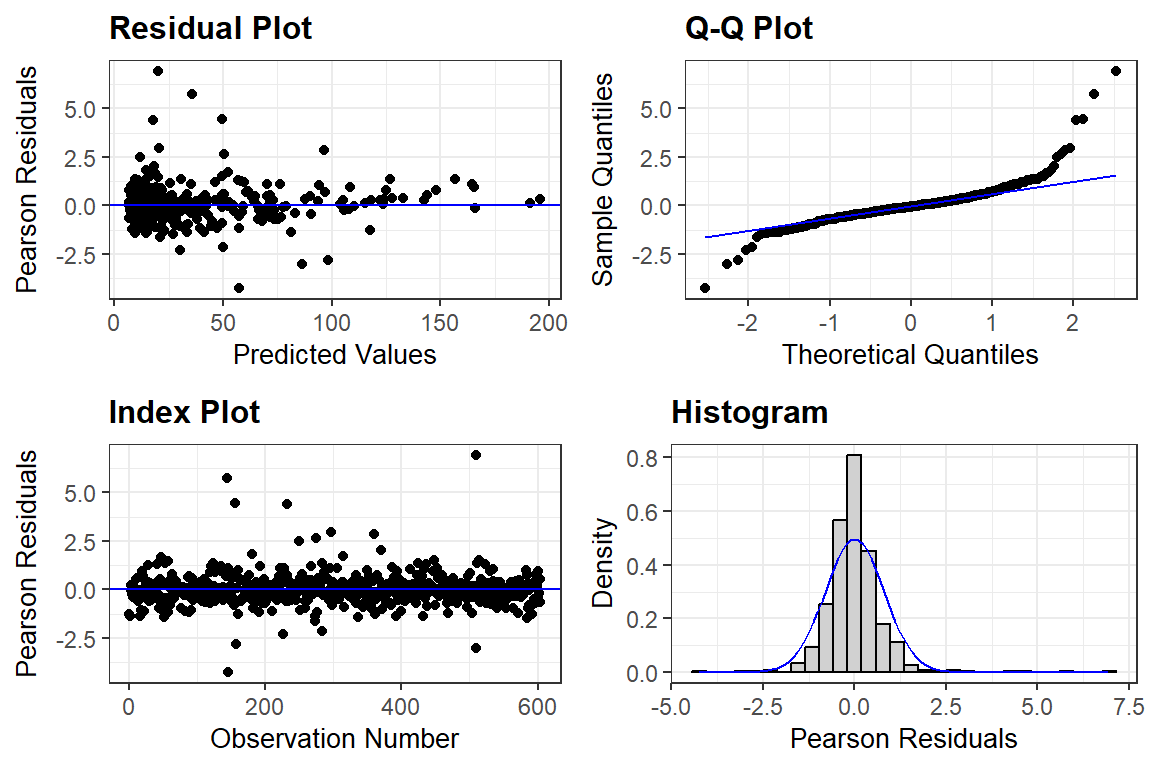 Residual Plot
Pearson Residuals
5.0
2.5
0.0
-2.5
0 50 100 150 200
Predicted Values
Q-Q Plot
Sample Quantiles
5.0
2.5
0.0
-2.5
-2 -1 0 1 2
Theoretical Quantiles
Index Plot
Pearson Residuals
5.0
2.5
0.0
-2.5
0 200 400 600
Observation Number
Histogram
Density
0.8
0.6
0.4
0.2
0.0
-5.0 -2.5 0.0 2.5 5.0 7.5
Pearson Residuals